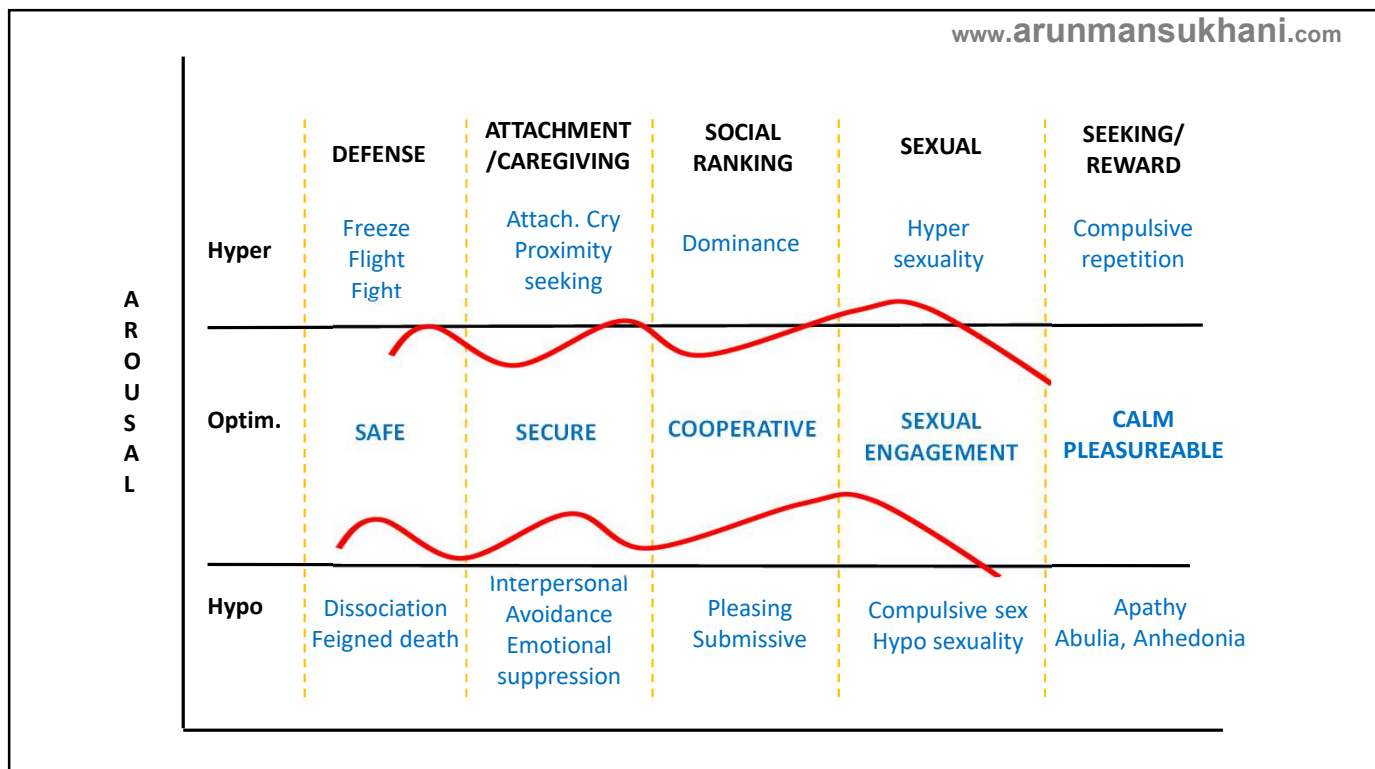 www.arunmansukhani.com
DEFENSE
ATTACHMENT
/CAREGIVING
SOCIAL
RANKING
SEXUAL
SEEKING/
REWARD
Hyper
Freeze
Flight
Fight
Attach. Cry
Proximity
seeking
Dominance
Hyper
sexuality
Compulsive
repetition
AROUSAL
Optim.
SAFE
SECURE
COOPERATIVE
SEXUAL
ENGAGEMENT
CALM
PLEASUREABLE
Hypo
Dissociation
Feigned death
Interpersonal
Avoidance
Emotional
suppression
Pleasing
Submissive
Compulsive sex
Hypo sexuality
Apathy
Abulia, Anhedonia